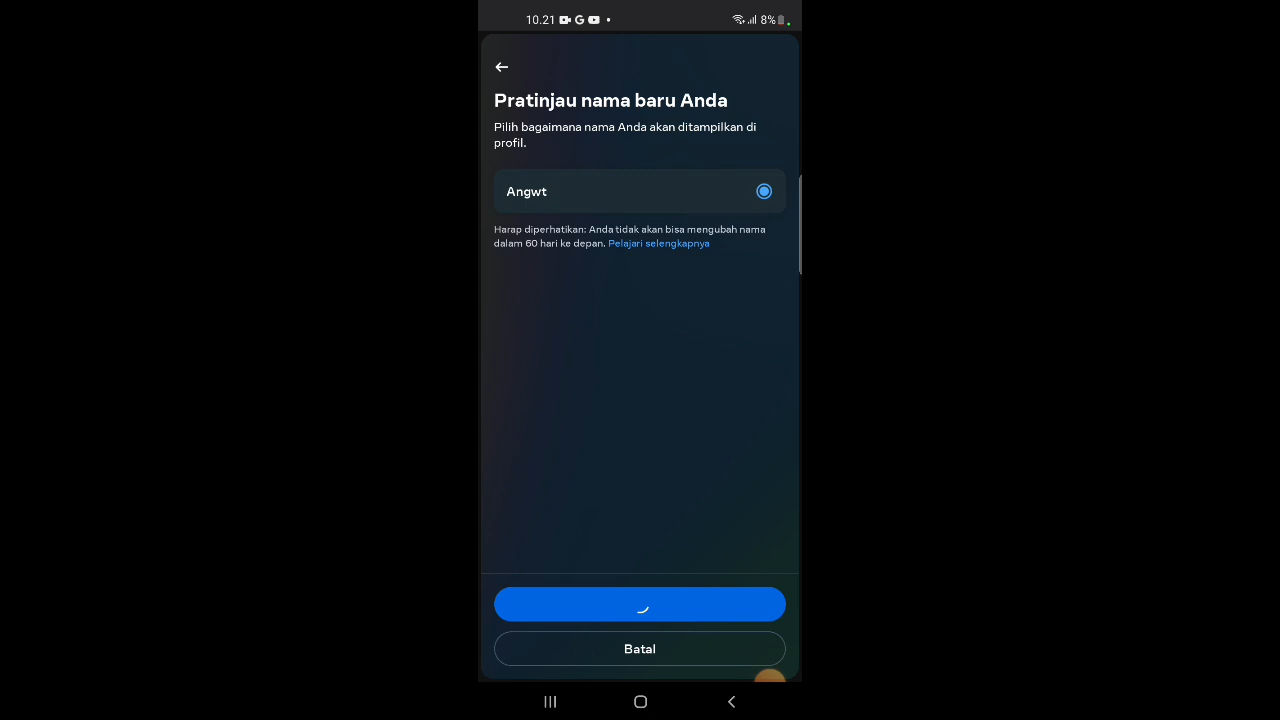 10.21
8%
Pratinjau nama baru Anda
Pilih bagaimana nama Anda akan ditampilkan di
profil.
Angwt
Harap diperhatikan: Anda tidak akan bisa mengubah nama
dalam 60 hari ke depan. Pelajari selengkapnya
Batal